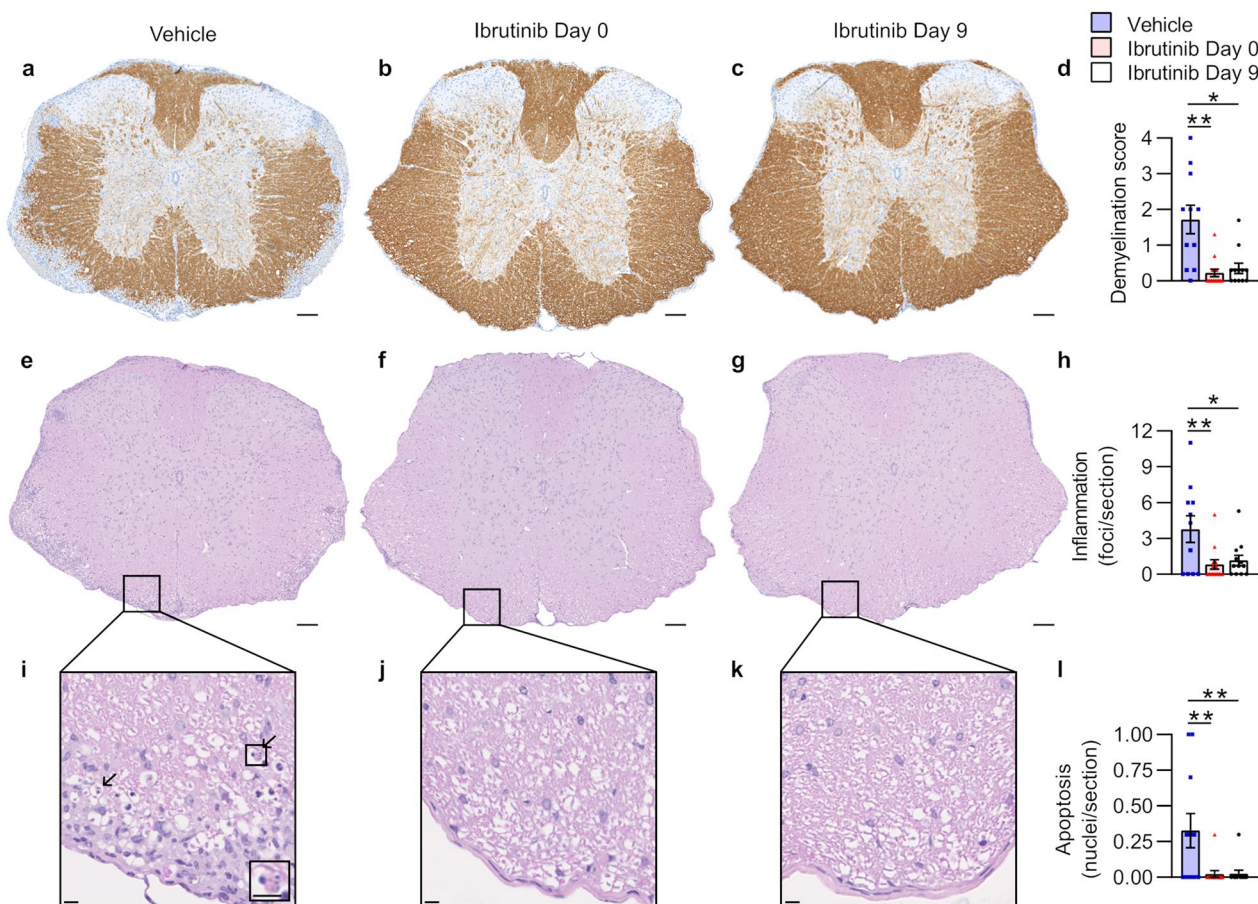 Vehicle
Ibrutinib Day 0
Ibrutinib Day 9
Vehicle
Ibrutinib Day 0
Ibrutinib Day 9
a
b
c
d
*
**
Demyelination score
4
3
2
1
0
e
f
g
h
*
**
Inflammation
(foci/section)
12
9
6
3
0
i
j
k
l
**
**
Apoptosis
(nuclei/section)
1.00
0.75
0.50
0.25
0.00